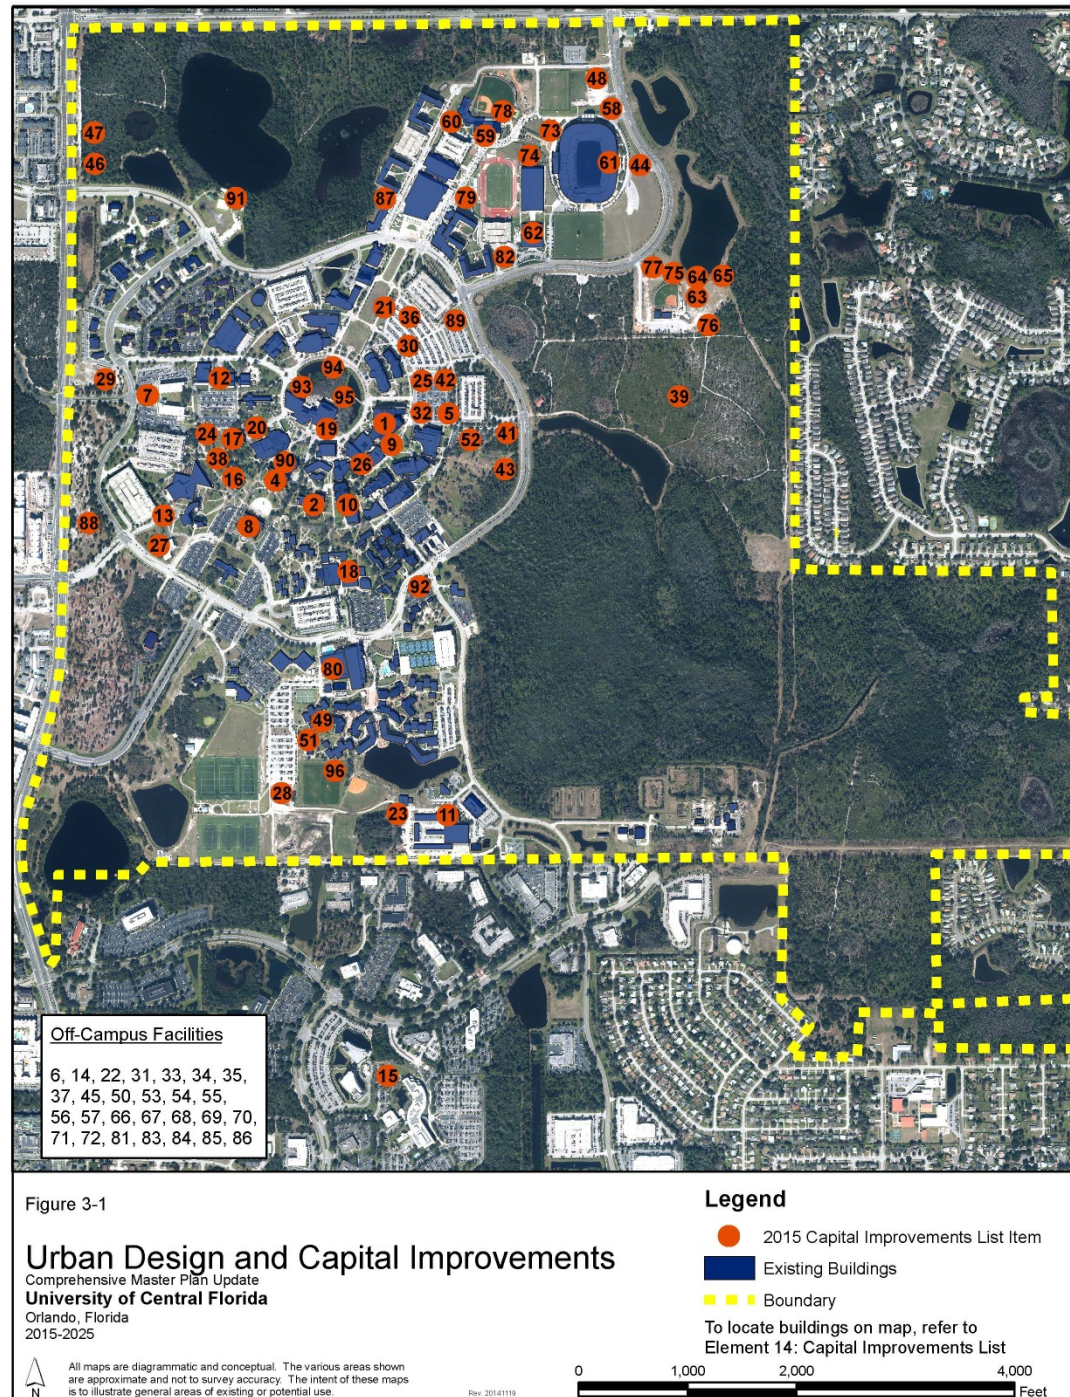 48
78
58
60
59
73
47
74
61
44
46
91
87
79
62
82
77
75
64
65
63
76
21
36
89
30
94
29
12
25
42
93
7
95
39
32
5
1
20
19
24
17
41
52
9
38
90
26
43
16
4
2
10
13
88
8
27
18
92
80
49
51
96
28
23
11
15
Off-Campus Facilities
6, 14, 22, 31, 33, 34, 35,
37, 45, 50, 53, 54, 55,
56, 57, 66, 67, 68, 69, 70,
71, 72, 81, 83, 84, 85, 86
Figure 3-1
Urban Design and Capital Improvements
Comprehensive Master Plan Update
University of Central Florida
Orlando, Florida
2015-2025
N
All maps are diagrammatic and conceptual. The various areas shown
are approximate and not to survey accuracy. The intent of these maps
is to illustrate general areas of existing or potential use.
Rev. 20141119
Legend
2015 Capital Improvements List Item
Existing Buildings
Boundary
To locate buildings on map, refer to
Element 14: Capital Improvements List
0 1,000 2,000 4,000
Feet